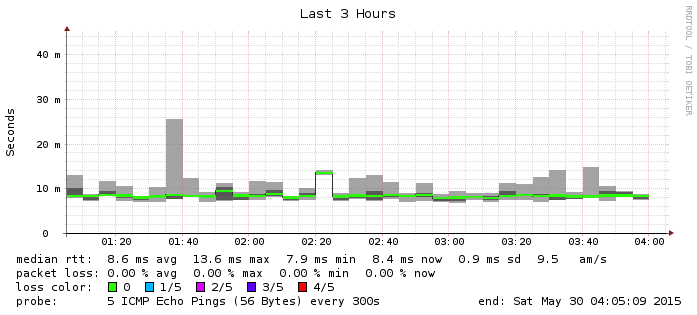 Last 3 Hours
RRDTOOL / TOBI OETIKER
Seconds
40 m
30 m
20 m
10 m
0
01:20 01:40 02:00 02:20 02:40 03:00 03:20 03:40 04:00
median rtt: 8.6 ms avg 13.6 ms max 7.9 ms min 8.4 ms now 0.9 ms sd 9.5 am/s
packet loss: 0.00 % avg 0.00 % max 0.00 % min 0.00 % now
loss color: 0 1/5 2/5 3/5 4/5
probe: 5 ICMP Echo Pings (56 Bytes) every 300s end: Sat May 30 04:05:09 2015